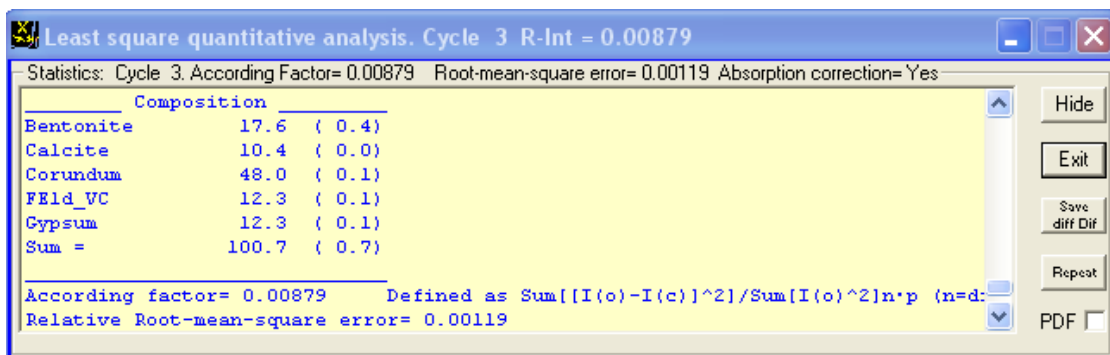 Least square quantitative analysis. Cycle 3 R-Int = 0.00879
Statistics: Cycle 3. According Factor= 0.00879 Root-mean-square error= 0.00119 Absorption correction= Yes
________ Composition _________
Bentonite 17.6 ( 0.4)
Calcite 10.4 ( 0.0)
Corundum 48.0 ( 0.1)
FEld_VC 12.3 ( 0.1)
Gypsum 12.3 ( 0.1)
Sum = 100.7 ( 0.7)
According factor= 0.00879 Defined as Sum[[I(o)-I(c)]^2]/Sum[I(o)^2]n·p (n=d
Relative Root-mean-square error= 0.00119
Hide
Exit
Save
diff Dif
Repeat
PDF